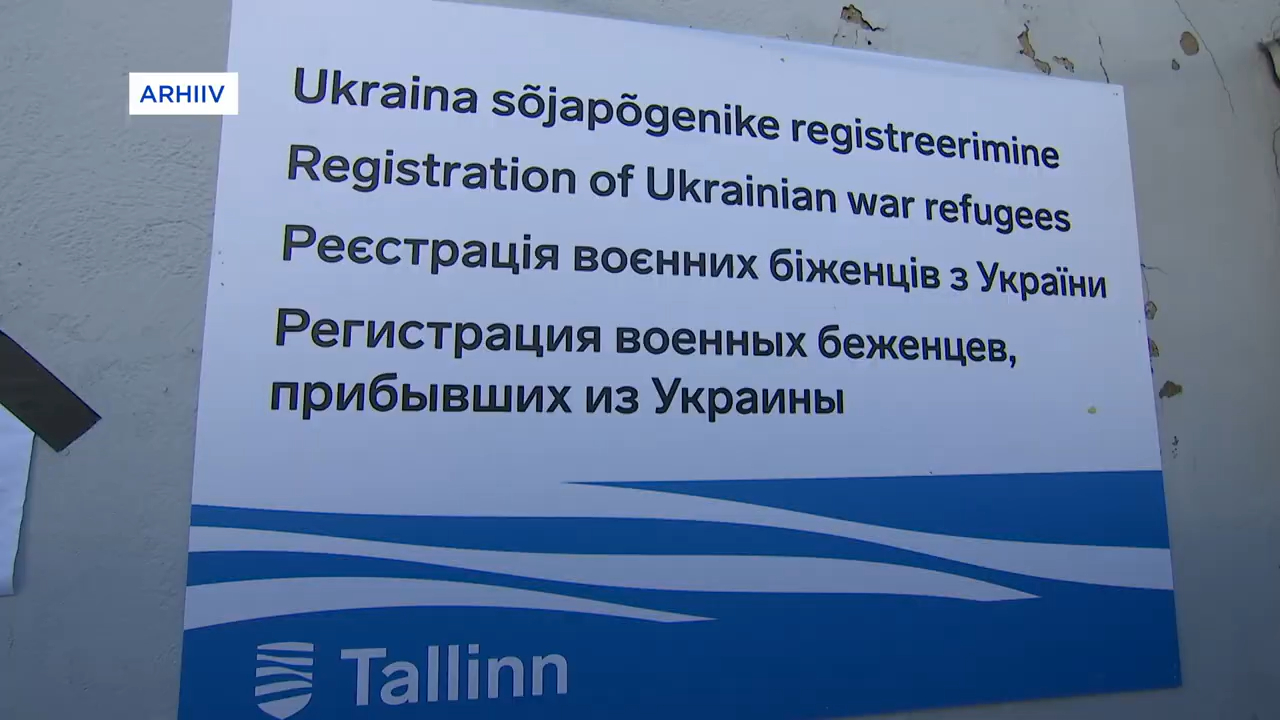 ARHIIV
Ukraina sõjapõgenike registreerimine
Registration of Ukrainian war refugees
Реєстрація воєнних біженців з України
Регистрация военных беженцев,
прибывших из Украины
Tallinn